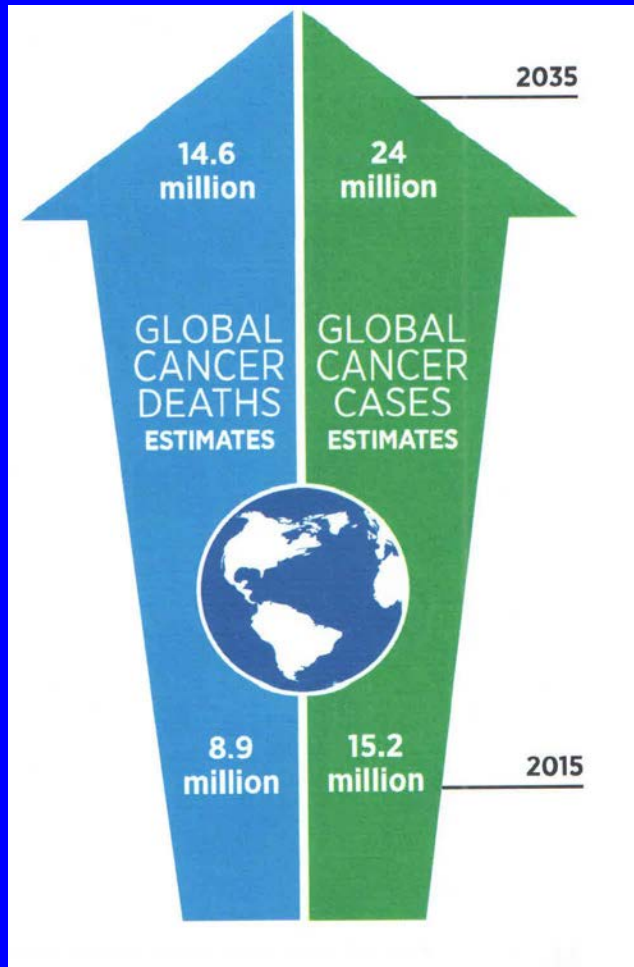 2035
14.6
million
24
million
GLOBAL
CANCER
DEATHS
ESTIMATES
GLOBAL
CANCER
CASES
ESTIMATES
8.9
million
15.2
million
2015